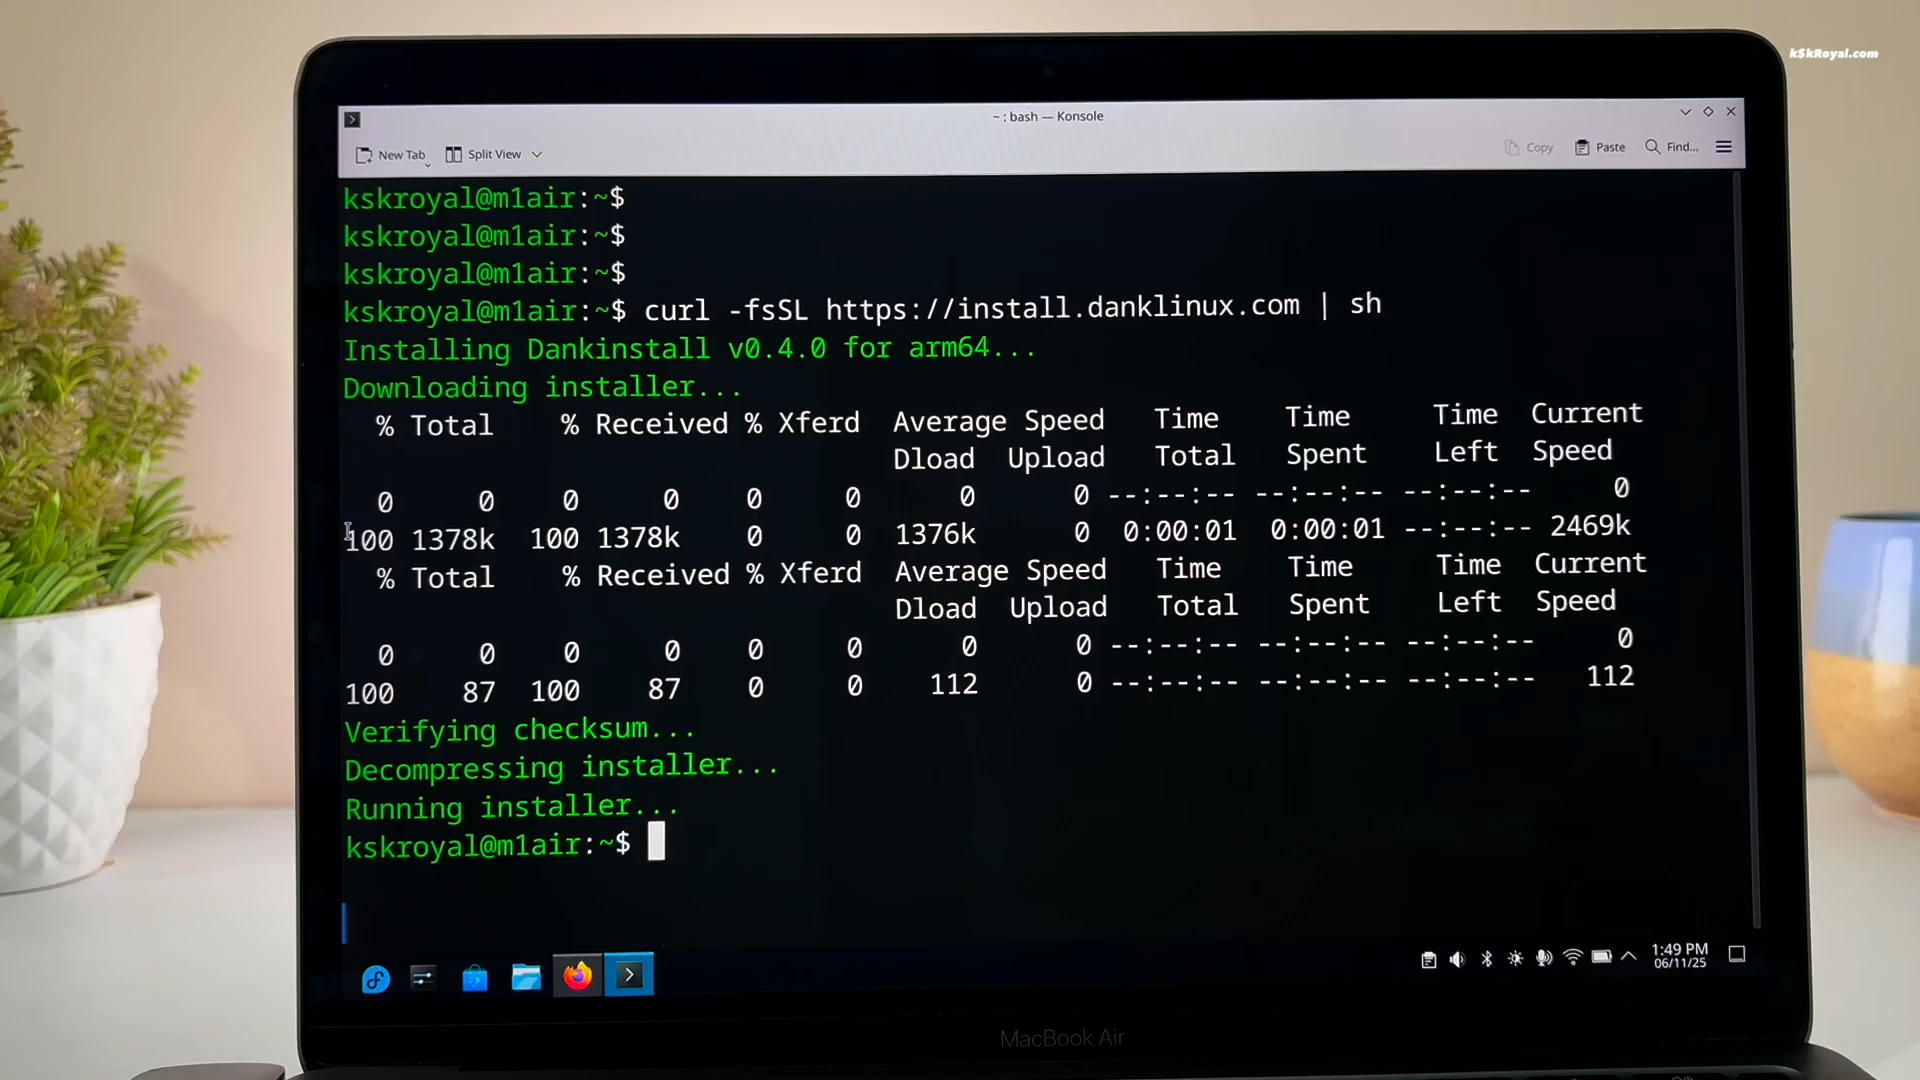 k$kRoyal.com
~ : bash — Konsole
New Tab Split View Copy Paste Find...
kskroyal@m1air:~$
kskroyal@m1air:~$
kskroyal@m1air:~$
kskroyal@m1air:~$ curl -fsSL https://install.danklinux.com | sh
Installing Dankinstall v0.4.0 for arm64...
Downloading installer...
% Total % Received % Xferd Average Speed Time Time Time Current
Dload Upload Total Spent Left Speed
0 0 0 0 0 0 0 0 --:--:-- --:--:-- --:--:-- 0
100 1378k 100 1378k 0 0 1376k 0 0:00:01 0:00:01 --:--:-- 2469k
% Total % Received % Xferd Average Speed Time Time Time Current
Dload Upload Total Spent Left Speed
0 0 0 0 0 0 0 0 --:--:-- --:--:-- --:--:-- 0
100 87 100 87 0 0 112 0 --:--:-- --:--:-- --:--:-- 112
Verifying checksum...
Decompressing installer...
Running installer...
kskroyal@m1air:~$
1:49 PM
06/11/25
MacBook Air